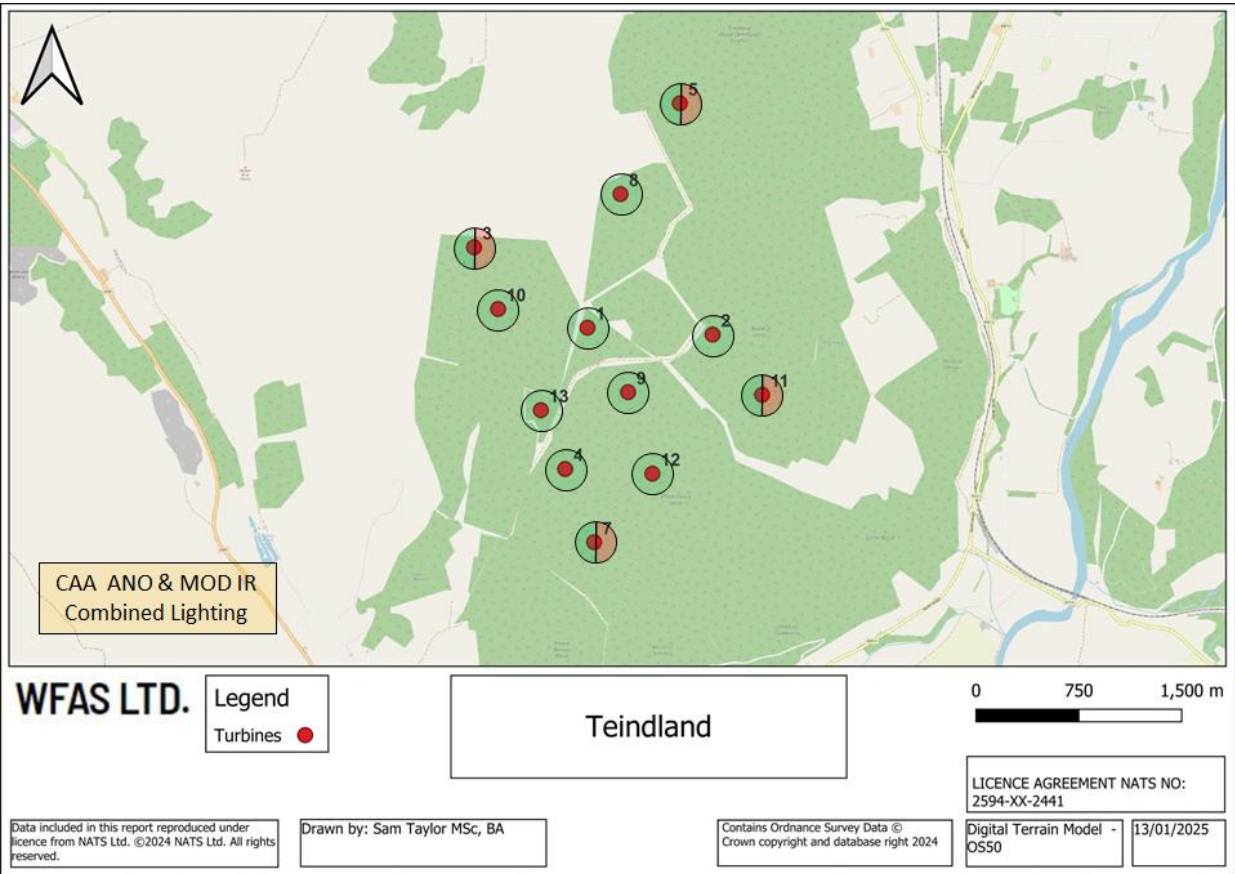 5
8
3
10
1
2
9
11
13
4
12
7
CAA ANO & MOD IR
Combined Lighting
WFAS LTD.
Legend
Turbines
Teindland
0 750 1,500 m
LICENCE AGREEMENT NATS NO:
2594-XX-2441
Data included in this report reproduced under
licence from NATS Ltd. ©2024 NATS Ltd. All rights
reserved.
Drawn by: Sam Taylor MSc, BA
Contains Ordnance Survey Data ©
Crown copyright and database right 2024
Digital Terrain Model -
OS50
13/01/2025